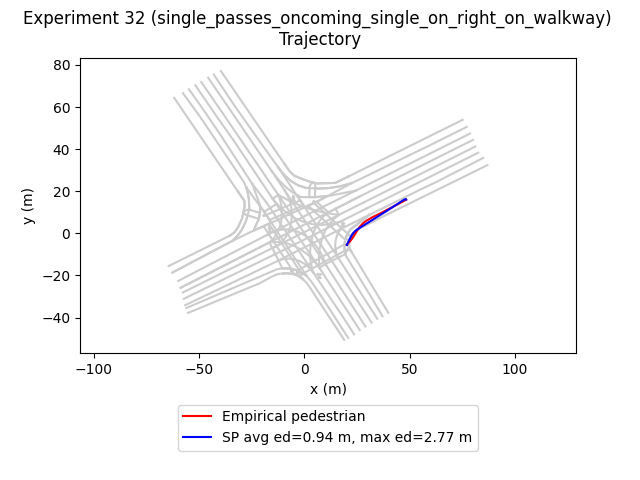 Experiment 32 (single_passes_oncoming_single_on_right_on_walkway)
Trajectory
80
60
40
20
0
−20
−40
y (m)
−100
−50
0
50
100
x (m)
Empirical pedestrian
SP avg ed=0.94 m, max ed=2.77 m